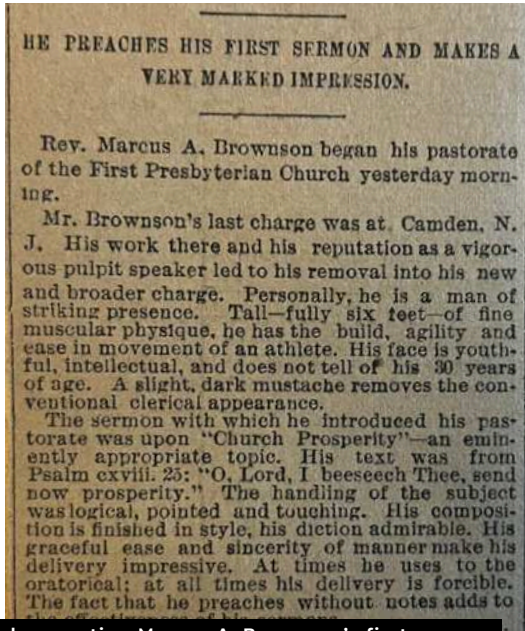 HE PREACHES HIS FIRST SERMON AND MAKES A
VERY MARKED IMPRESSION.
Rev. Marcus A. Brownson began his pastorate
of the First Presbyterian Church yesterday morn-
ing.
Mr. Brownson's last charge was at Camden, N.
J. His work there and his reputation as a vigor-
ous pulpit speaker led to his removal into his new
and broader charge. Personally, he is a man of
striking presence. Tall—fully six feet—of fine
muscular physique, he has the build, agility and
ease in movement of an athlete. His face is youth-
ful, intellectual, and does not tell of his 30 years
of age. A slight, dark mustache removes the con-
ventional clerical appearance.
The sermon with which he introduced his pas-
torate was upon "Church Prosperity"—an emin-
ently appropriate topic. His text was from
Psalm cxviii. 25: "O, Lord, I beeseech Thee, send
now prosperity." The handling of the subject
was logical, pointed and touching. His composi-
tion is finished in style, his diction admirable. His
graceful ease and sincerity of manner make his
delivery impressive. At times he uses to the
oratorical; at all times his delivery is forcible.
The fact that he preaches without notes adds to
the effectiveness of his sermons.
Marcus A. first